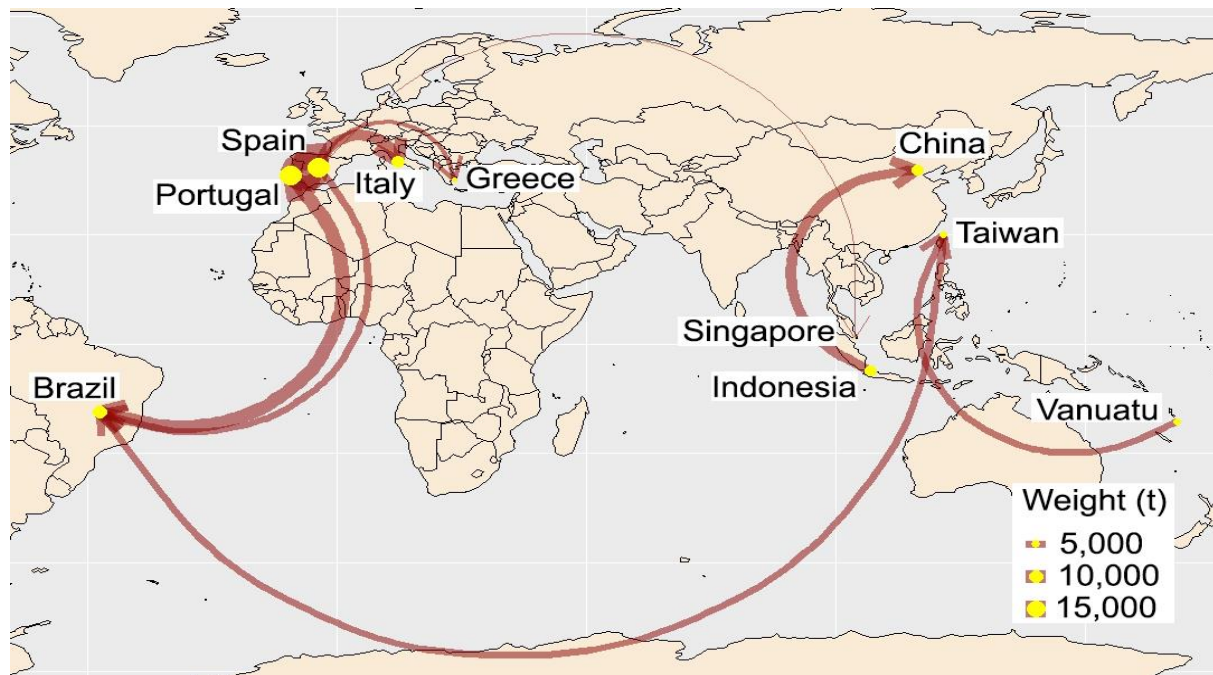 China
Spain
Portugal
Italy
Greece
Taiwan
Singapore
Indonesia
Brazil
Vanuatu
Weight (t)
5,000
10,000
15,000